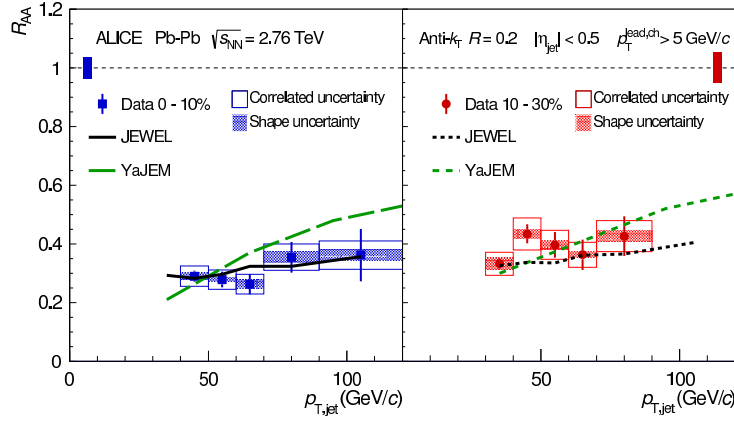 R_AA
ALICE Pb-Pb √s_NN = 2.76 TeV
Anti-k_T R = 0.2 |η_jet| < 0.5 p_T^lead,ch > 5 GeV/c
Data 0 - 10%
Correlated uncertainty
Shape uncertainty
JEWEL
YaJEM
Data 10 - 30%
Correlated uncertainty
Shape uncertainty
JEWEL
YaJEM
1.2
1
0.8
0.6
0.4
0.2
0
0 50 100
50 100
p_T,jet (GeV/c)
p_T,jet (GeV/c)